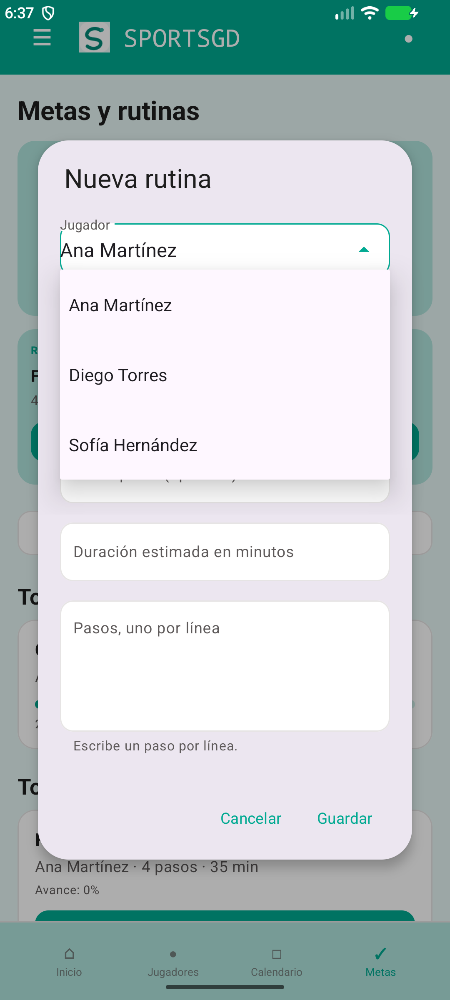 6:37
SPORTSGD
Metas y rutinas
Nueva rutina
Jugador
Ana Martínez
Ana Martínez
Diego Torres
Sofía Hernández
Duración estimada en minutos
Pasos, uno por línea
Escribe un paso por línea.
Cancelar
Guardar
Ana Martínez · 4 pasos · 35 min
Avance: 0%
Inicio
Jugadores
Calendario
Metas